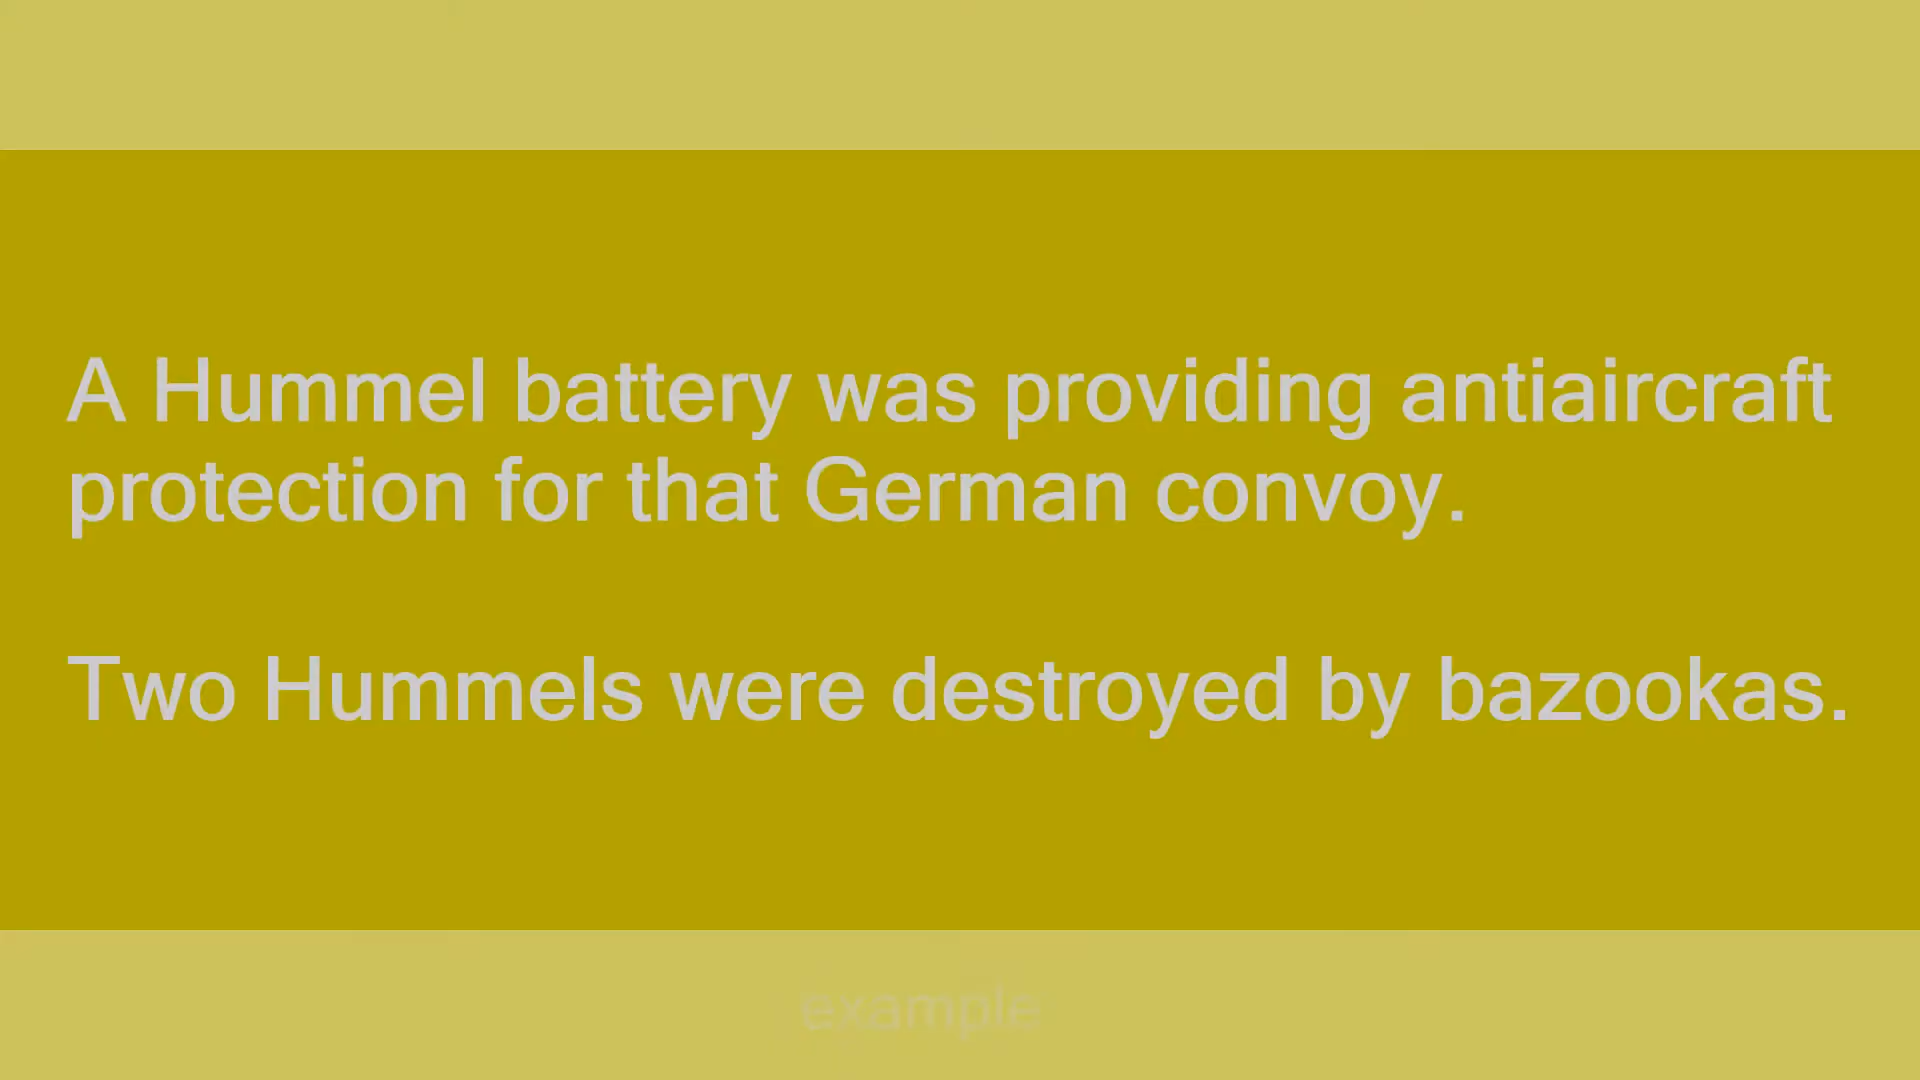 A Hummel battery was providing antiaircraft
protection for that German convoy.
Two Hummels were destroyed by bazookas.
example